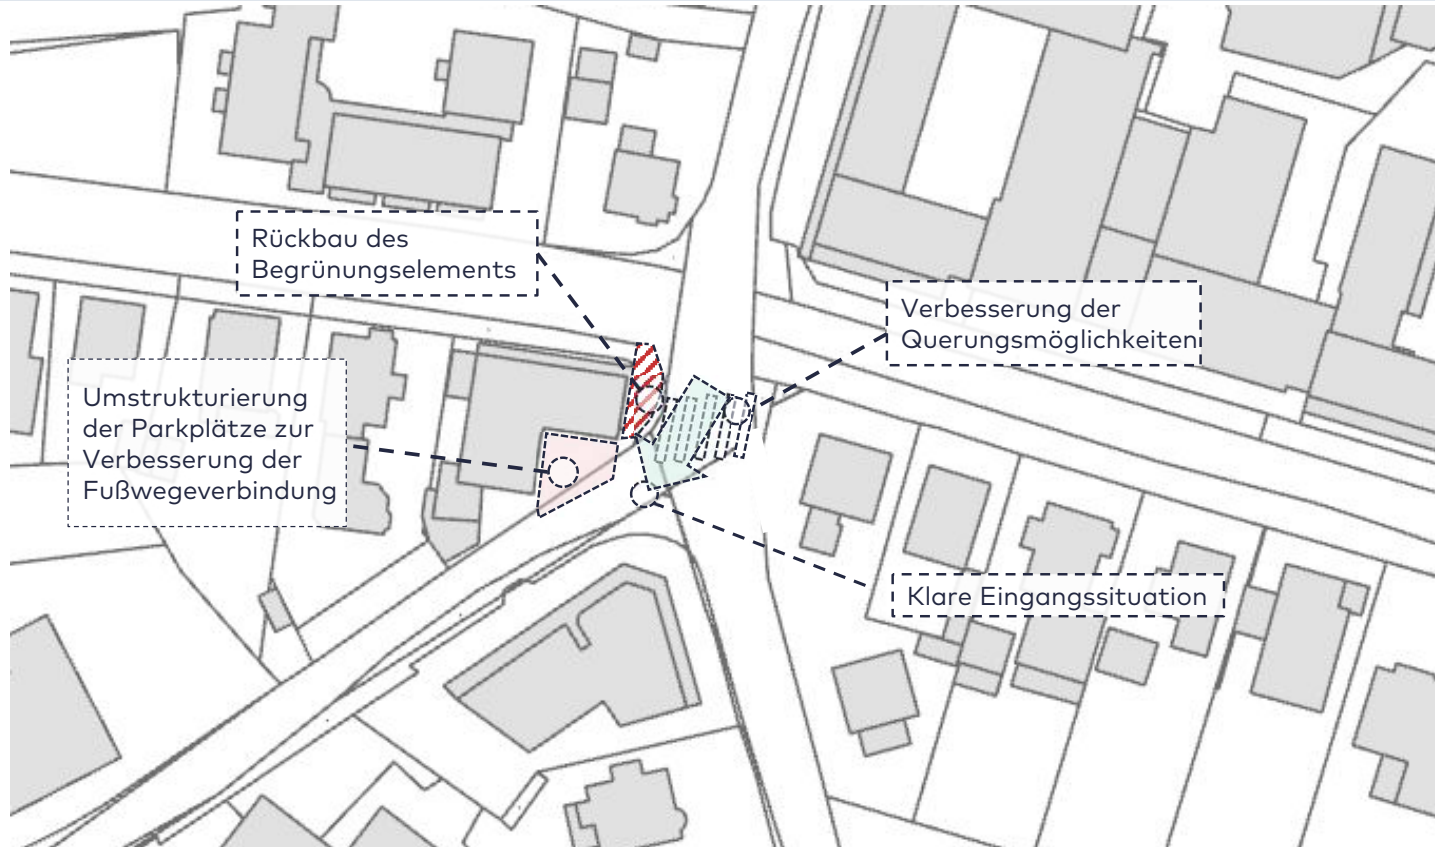 Rückbau des
Begrünungselements
Verbesserung der
Querungsmöglichkeiten
Umstrukturierung
der Parkplätze zur
Verbesserung der
Fußwegeverbindung
Klare Eingangssituation